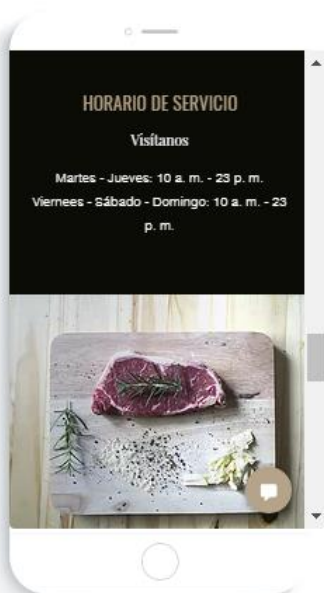 HORARIO DE SERVICIO
Visítanos
Martes - Jueves: 10 a. m. - 23 p. m.
Viernees - Sábado - Domingo: 10 a. m. - 23
p. m.